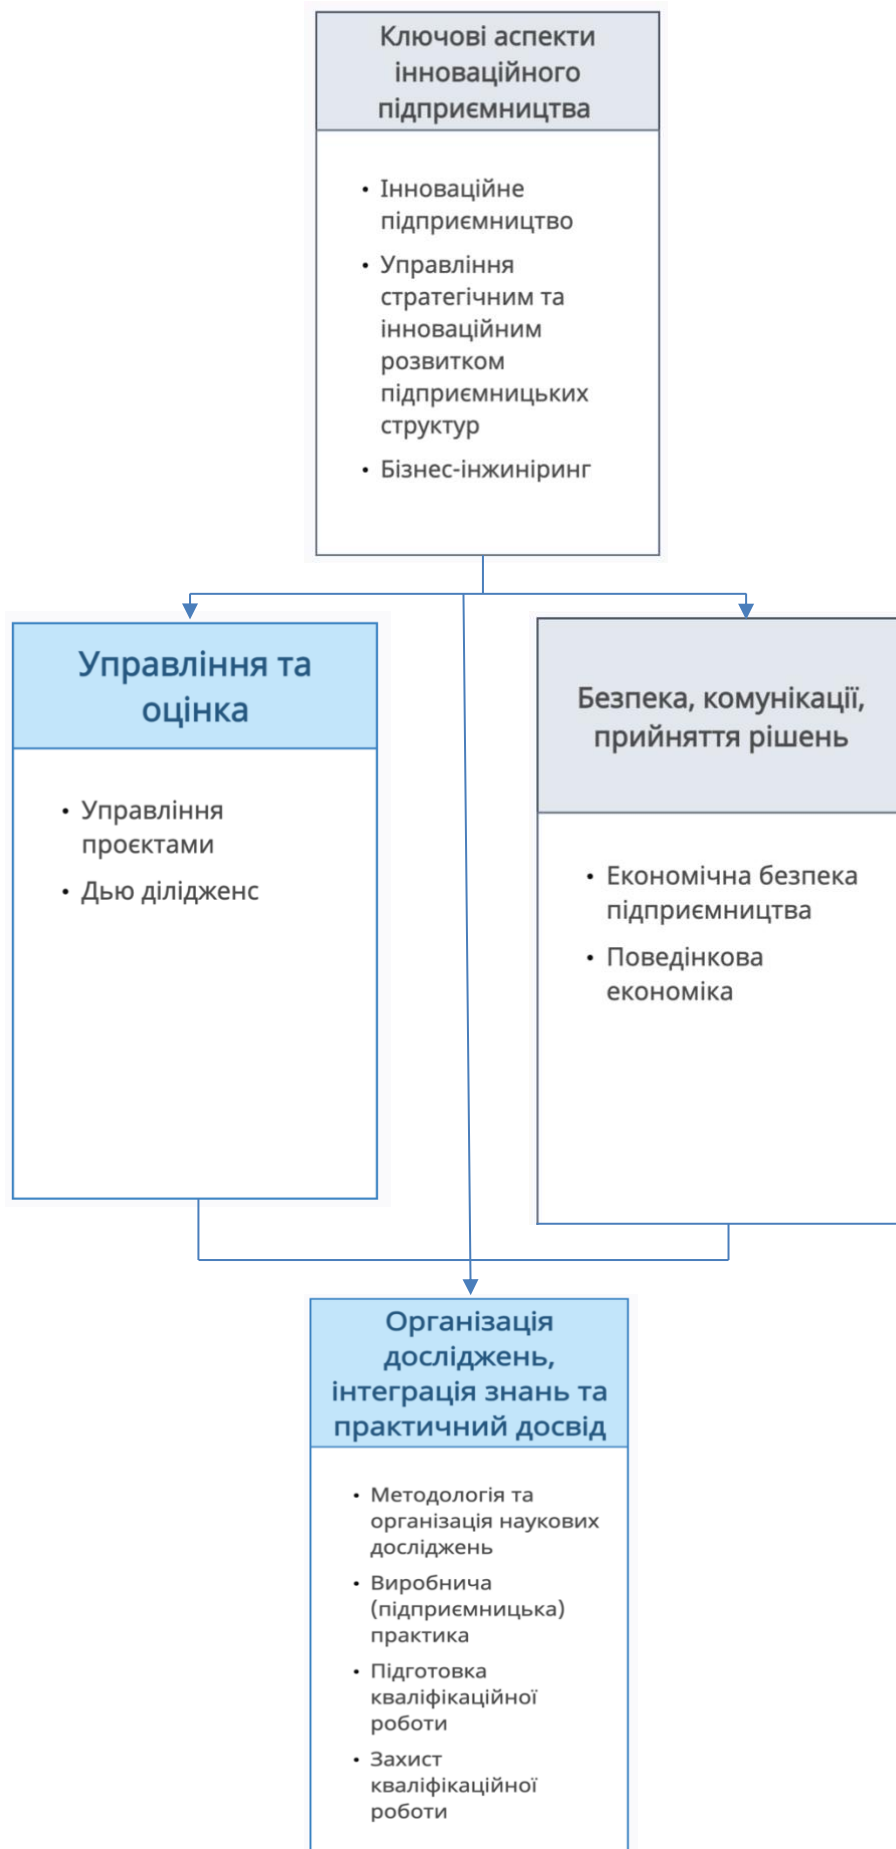 Ключові аспекти
інноваційного
підприємництва
• Інноваційне
підприємництво
• Управління
стратегічним та
інноваційним
розвитком
підприємницьких
структур
• Бізнес-інжиніринг
Управління та
оцінка
• Управління
проєктами
• Дью ділідженс
Безпека, комунікації,
прийняття рішень
• Економічна безпека
підприємництва
• Поведінкова
економіка
Організація
досліджень,
інтеграція знань та
практичний досвід
• Методологія та
організація наукових
досліджень
• Виробнича
(підприємницька)
практика
• Підготовка
кваліфікаційної
роботи
• Захист
кваліфікаційної
роботи